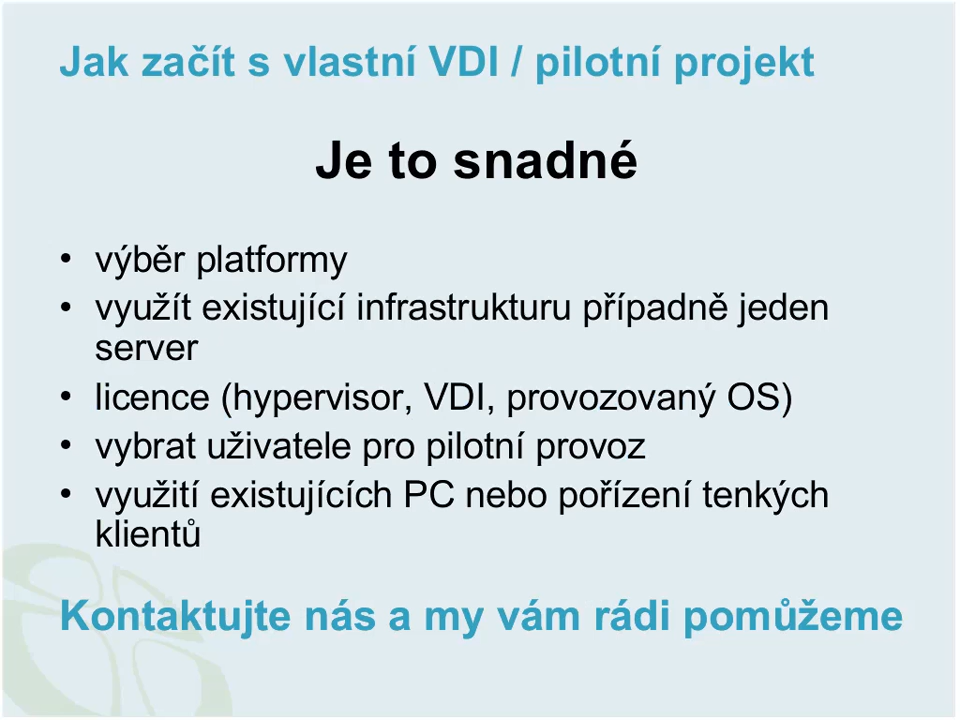 Jak začít s vlastní VDI / pilotní projekt
Je to snadné
• výběr platformy
• využít existující infrastrukturu případně jeden
server
• licence (hypervisor, VDI, provozovaný OS)
• vybrat uživatele pro pilotní provoz
• využití existujících PC nebo pořízení tenkých
klientů
Kontaktujte nás a my vám rádi pomůžeme